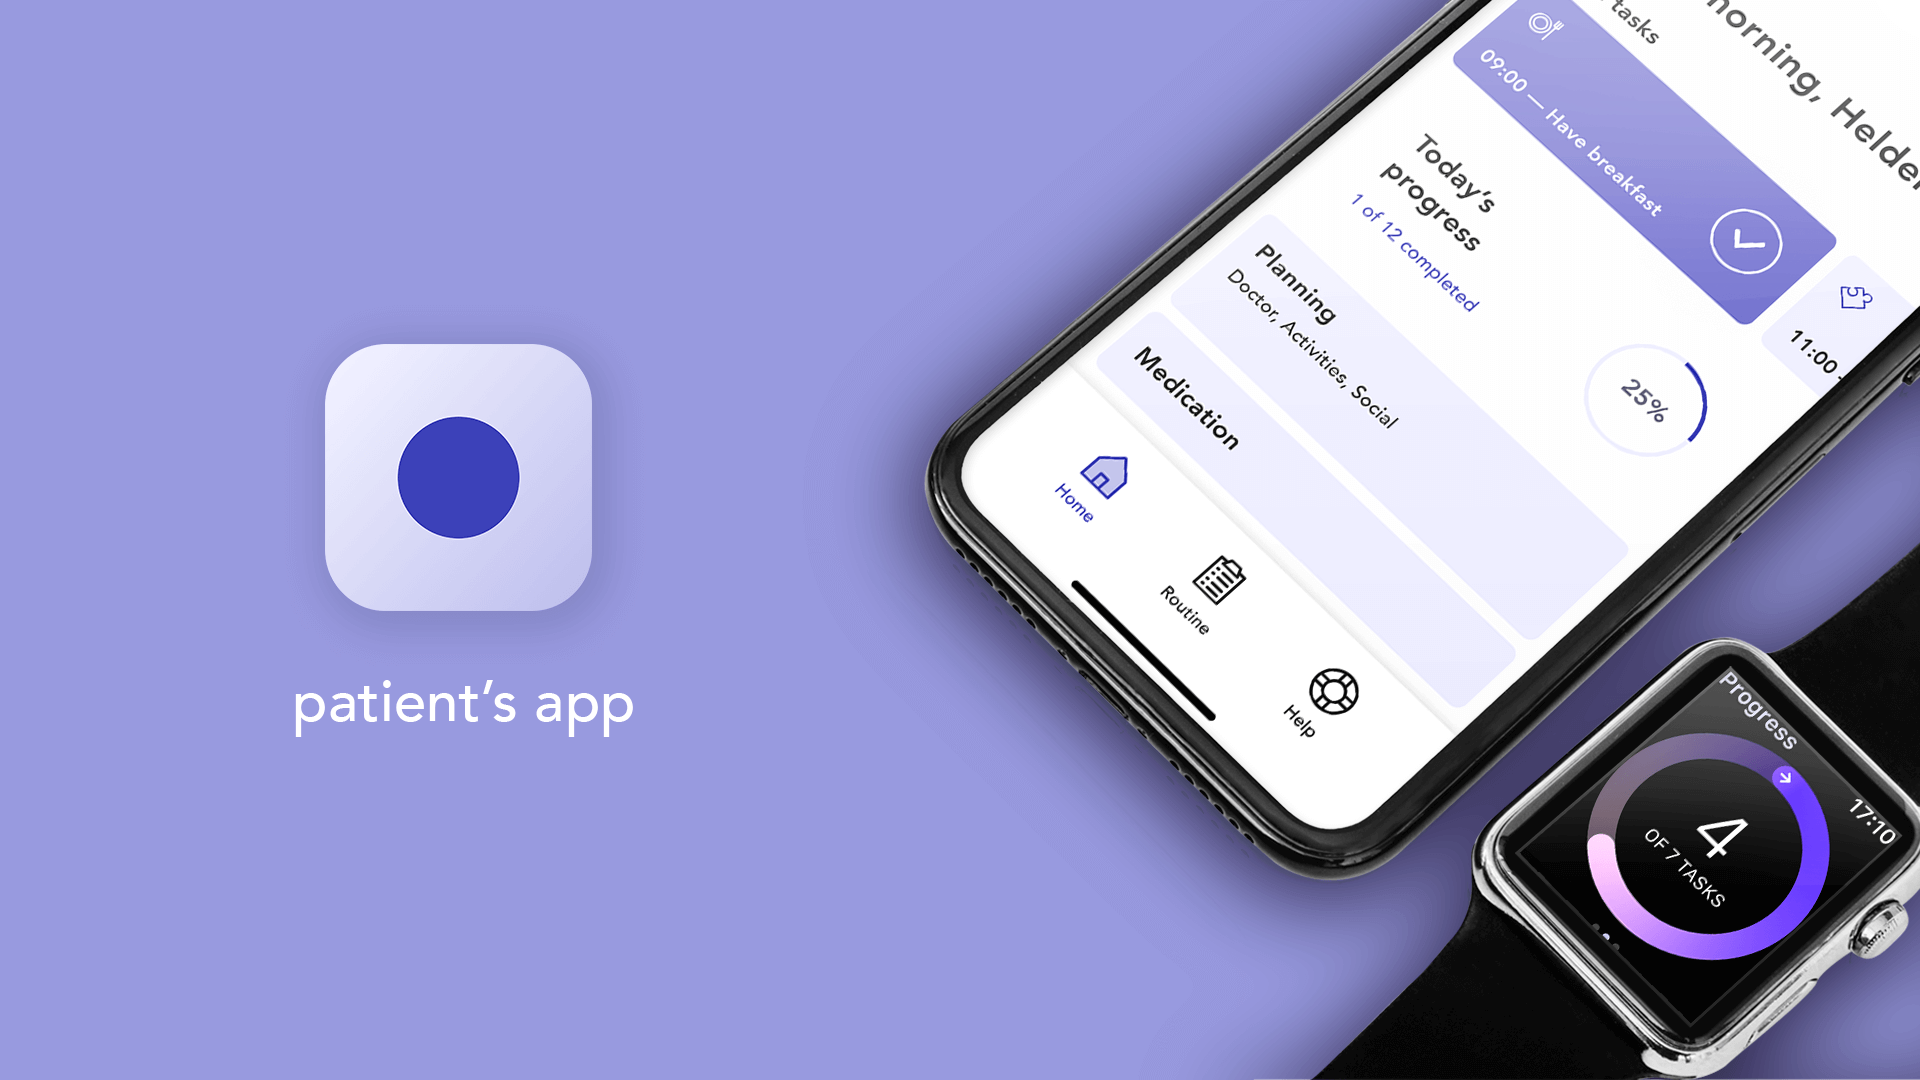 patient’s app
morning, Helder
tasks
09:00 — Have breakfast
11:00
Today’s
progress
1 of 12 completed
25%
Planning
Doctor, Activities, Social
Medication
Home
Routine
Help
Progress
17:10
4
OF 7 TASKS